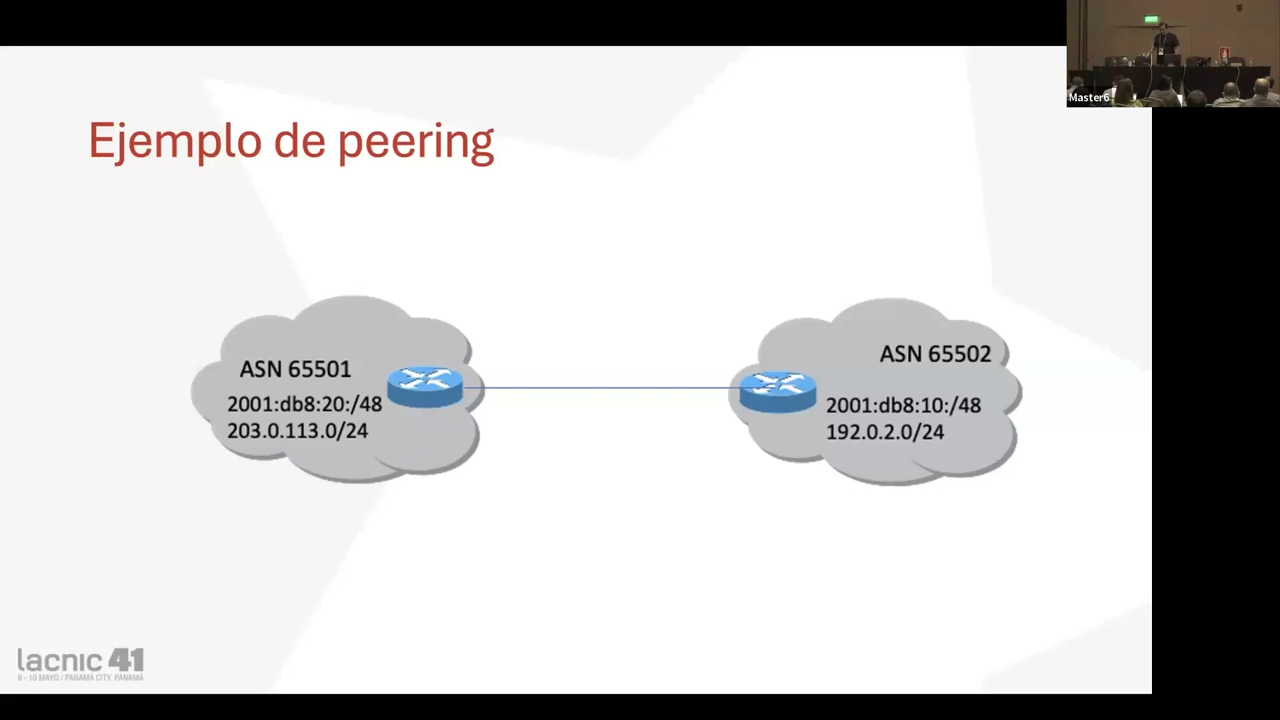 Master6
Ejemplo de peering
ASN 65501
2001:db8:20:/48
203.0.113.0/24
ASN 65502
2001:db8:10:/48
192.0.2.0/24
lacnic 41
6 - 10 MAYO / PANAMÁ CITY, PANAMÁ